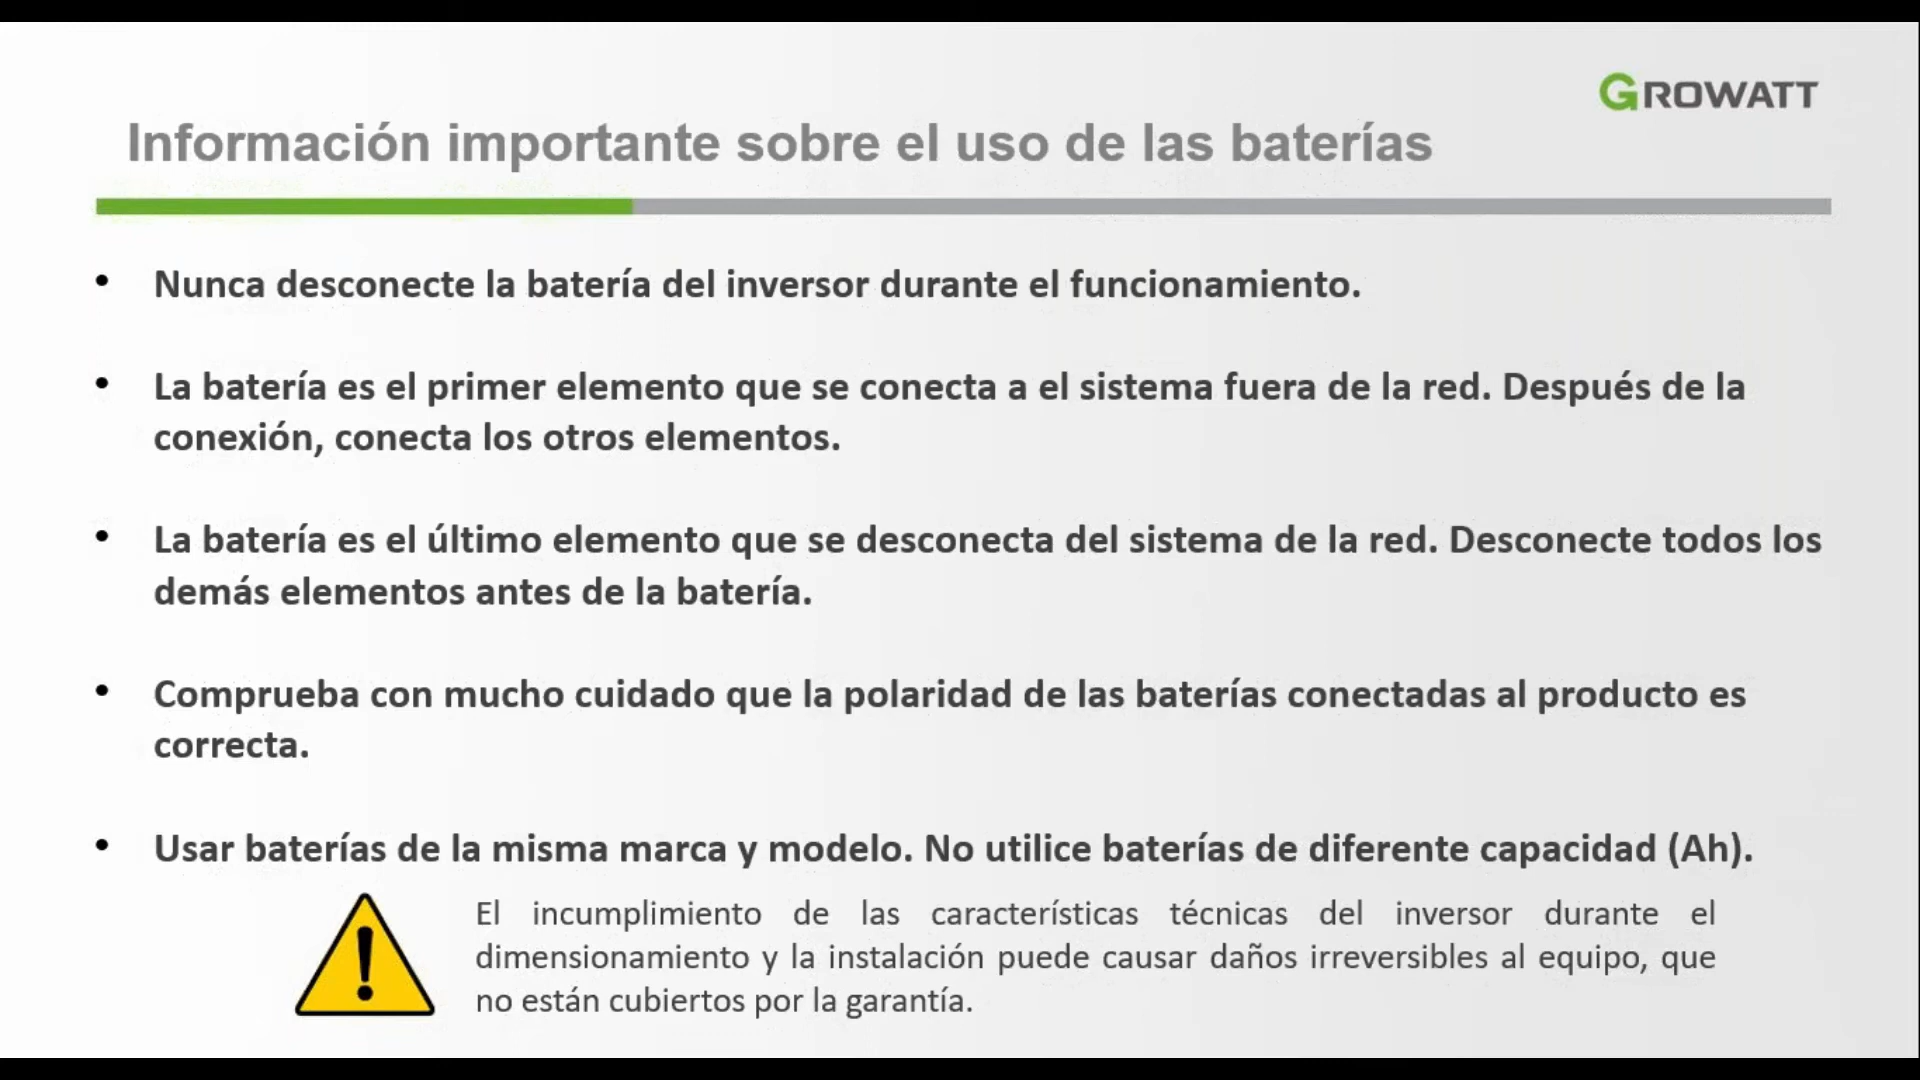 GROWATT
Información importante sobre el uso de las baterías
• Nunca desconecte la batería del inversor durante el funcionamiento.
• La batería es el primer elemento que se conecta a el sistema fuera de la red. Después de la
conexión, conecta los otros elementos.
• La batería es el último elemento que se desconecta del sistema de la red. Desconecte todos los
demás elementos antes de la batería.
• Comprueba con mucho cuidado que la polaridad de las baterías conectadas al producto es
correcta.
• Usar baterías de la misma marca y modelo. No utilice baterías de diferente capacidad (Ah).
El incumplimiento de las características técnicas del inversor durante el
dimensionamiento y la instalación puede causar daños irreversibles al equipo, que
no están cubiertos por la garantía.